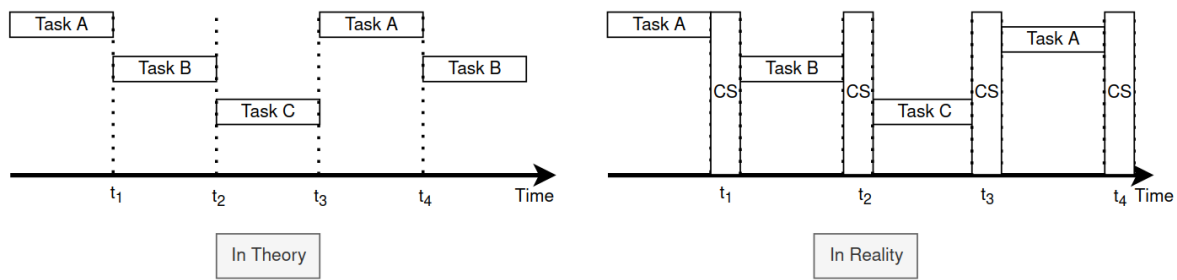 Task A
Task B
Task C
Task A
Task B
t1
t2
t3
t4
Time
In Theory
Task A
CS
Task B
CS
Task C
CS
Task A
CS
t1
t2
t3
t4
Time
In Reality